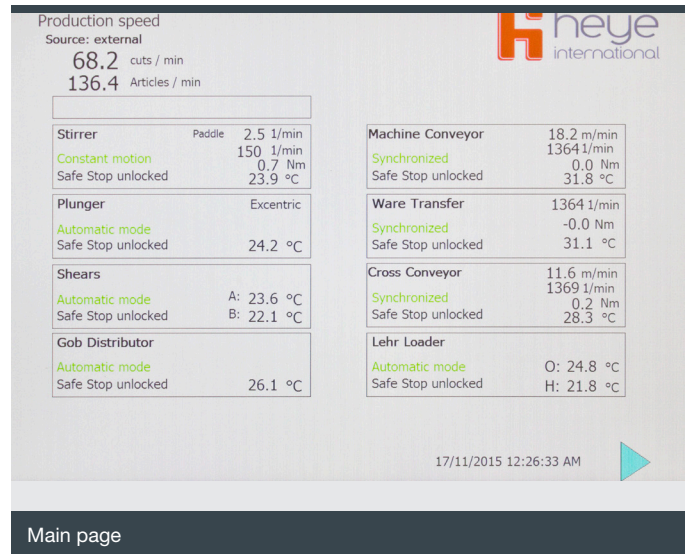 Production speed
Source: external
68.2 cuts / min
136.4 Articles / min
heye
international
Stirrer Paddle 2.5 1/min
150 1/min
Constant motion
0.7 Nm
Safe Stop unlocked 23.9 °C
Plunger Excentric
Automatic mode
Safe Stop unlocked 24.2 °C
Shears
Automatic mode A: 23.6 °C
Safe Stop unlocked B: 22.1 °C
Gob Distributor
Automatic mode
Safe Stop unlocked 26.1 °C
Machine Conveyor 18.2 m/min
1364 1/min
Synchronized
0.0 Nm
Safe Stop unlocked 31.8 °C
Ware Transfer 1364 1/min
Synchronized -0.0 Nm
Safe Stop unlocked 31.1 °C
Cross Conveyor 11.6 m/min
1369 1/min
Synchronized
0.2 Nm
Safe Stop unlocked 28.3 °C
Lehr Loader
Automatic mode O: 24.8 °C
Safe Stop unlocked H: 21.8 °C
17/11/2015 12:26:33 AM
Main page